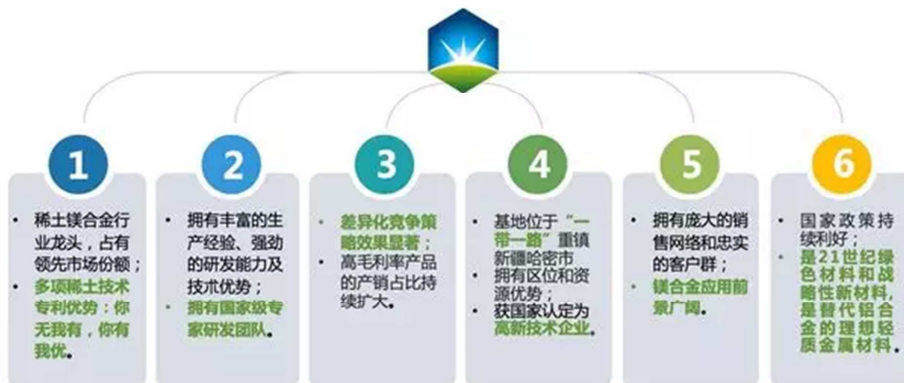 1
稀土镁合金行
业龙头，占有
领先市场份额；
多项稀土技术
专利优势：你
无我有，你有
我优。
2
拥有丰富的生
产经验、强劲
的研发能力及
技术优势；
拥有国家级专
家研发团队。
3
差异化竞争策
略效果显著；
高毛利率产品
的产销占比持
续扩大。
4
基地位于“一
带一路”重镇
新疆哈密市
拥有区位和资
源优势；
获国家认定为
高新技术企业。
5
拥有庞大的销
售网络和忠实
的客户群；
镁合金应用前
景广阔。
6
国家政策持
续利好；
是21世纪绿
色材料和战
略性新材料，
是替代铝合
金的理想轻
质金属材料。